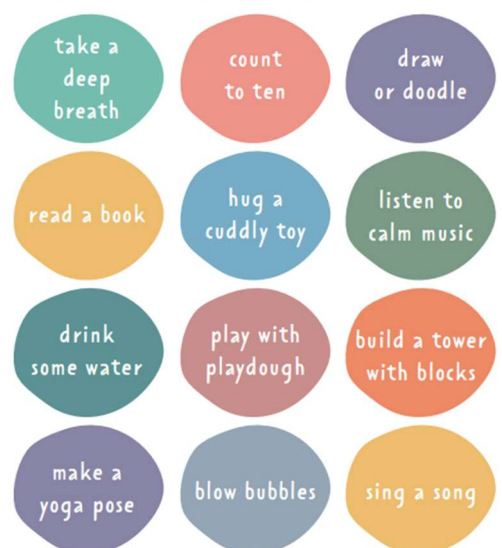 take a
deep
breath
count
to ten
draw
or doodle
read a book
hug a
cuddly toy
listen to
calm music
drink
some water
play with
playdough
build a tower
with blocks
make a
yoga pose
blow bubbles
sing a song